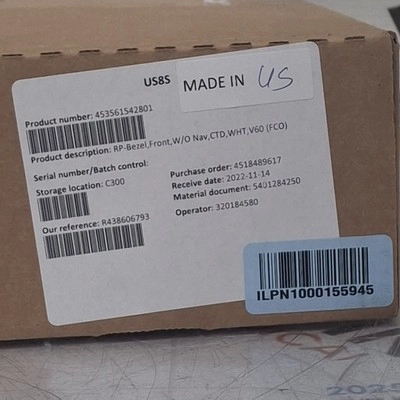 US8S
MADE IN US
Product number: 453561542801
Product description: RP-Bezel,Front,W/O Nav,CTD,WHT,V60 (FCO)
Serial number/Batch control:
Storage location: C300
Purchase order: 4518489617
Receive date: 2022-11-14
Material document: 5401284250
Operator: 320184580
Our reference: R438606793
ILPN1000155945
2025